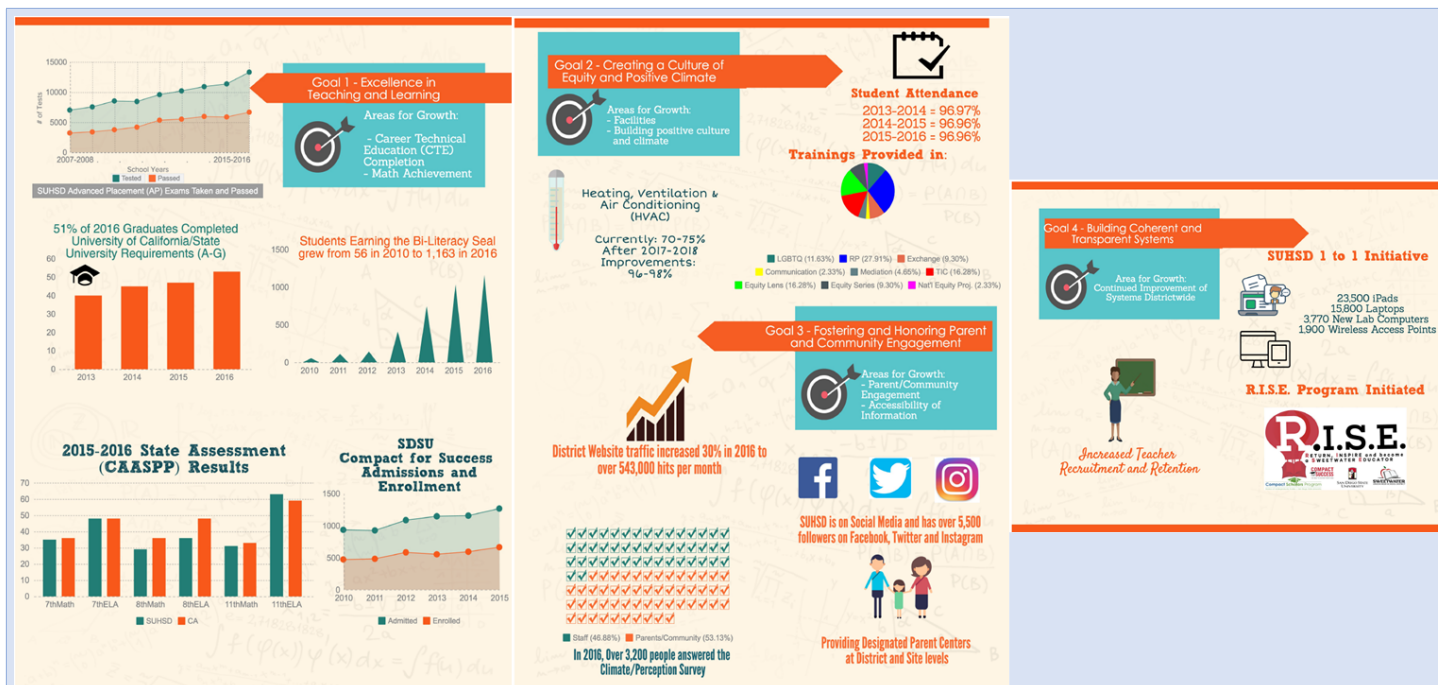 15000
10000
5000
0
# of Tests
2007-2008
2015-2016
School Years
Tested Passed
SUHSD Advanced Placement (AP) Exams Taken and Passed
Goal 1 - Excellence in
Teaching and Learning
Areas for Growth:
- Career Technical
Education (CTE)
Completion
- Math Achievement
51% of 2016 Graduates Completed
University of California/State
University Requirements (A-G)
60
50
40
30
20
10
0
2013 2014 2015 2016
Students Earning the Bi-Literacy Seal
grew from 56 in 2010 to 1,163 in 2016
1500
1000
500
0
2010 2011 2012 2013 2014 2015 2016
2015-2016 State Assessment
(CAASPP) Results
70
60
50
40
30
20
10
0
7thMath 7thELA 8thMath 8thELA 11thMath 11thELA
SUHSD CA
SDSU
Compact for Success
Admissions and
Enrollment
1500
1000
500
0
2010 2011 2012 2013 2014 2015
Admitted Enrolled
Goal 2 - Creating a Culture of
Equity and Positive Climate
Areas for Growth:
- Facilities
- Building positive culture
and climate
Student Attendance
2013-2014 = 96.97%
2014-2015 = 96.96%
2015-2016 = 96.96%
Trainings Provided in:
Heating, Ventilation &
Air Conditioning
(HVAC)
Currently: 70-75%
After 2017-2018
Improvements:
96-98%
LGBTQ (11.63%) RP (27.91%) Exchange (9.30%)
Communication (2.33%) Mediation (4.65%) TIC (16.28%)
Equity Lens (16.28%) Equity Series (9.30%) Nat'l Equity Proj. (2.33%)
Goal 3 - Fostering and Honoring Parent
and Community Engagement
Areas for Growth:
- Parent/Community
Engagement
- Accessibility of
Information
District Website traffic increased 30% in 2016 to
over 543,000 hits per month
SUHSD is on Social Media and has over 5,500
followers on Facebook, Twitter and Instagram
Staff (46.88%) Parents/Community (53.13%)
In 2016, Over 3,200 people answered the
Climate/Perception Survey
Providing Designated Parent Centers
at District and Site levels
Goal 4 - Building Coherent and
Transparent Systems
Area for Growth:
Continued Improvement of
Systems Districtwide
SUHSD 1 to 1 Initiative
23,500 iPads
15,800 Laptops
3,770 New Lab Computers
1,900 Wireless Access Points
Increased Teacher
Recruitment and Retention
R.I.S.E. Program Initiated
R.I.S.E.
RETURN, INSPIRE and become
a SWEETWATER EDUCATOR
Compact Scholars Program
COMPACT
SUCCESS
SAN DIEGO STATE
UNIVERSITY
SWEETWATER